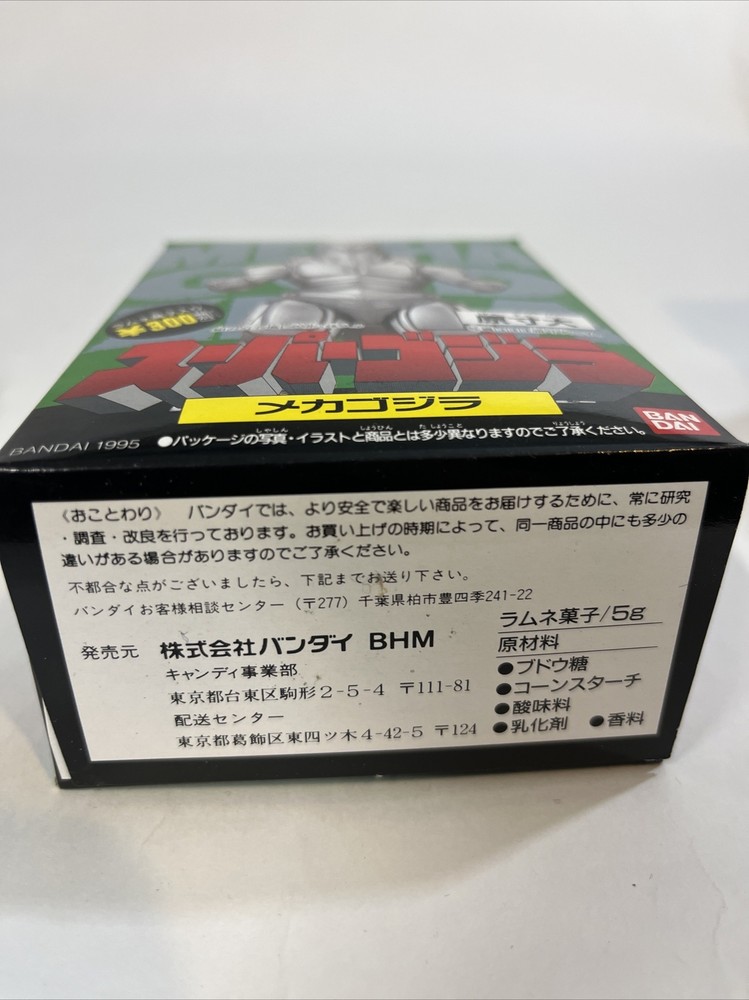 原寸大
スーパーゴジラ
メカゴジラ
BAN
DAI
BANDAI 1995 ●パッケージの写真・イラストと商品とは多少異なりますのでご了承ください。
《おことわり》 バンダイでは、より安全で楽しい商品をお届けするために、常に研究
・調査・改良を行っております。お買い上げの時期によって、同一商品の中にも多少の
違いがある場合がありますのでご了承ください。
不都合な点がございましたら、下記までお送り下さい。
バンダイお客様相談センター（〒277）千葉県柏市豊四季241-22
発売元 株式会社バンダイ BHM
キャンディ事業部
東京都台東区駒形2-5-4 〒111-81
配送センター
東京都葛飾区東四ツ木4-42-5 〒124
ラムネ菓子/5g
原材料
●ブドウ糖
●コーンスターチ
●酸味料
●乳化剤 ●香料